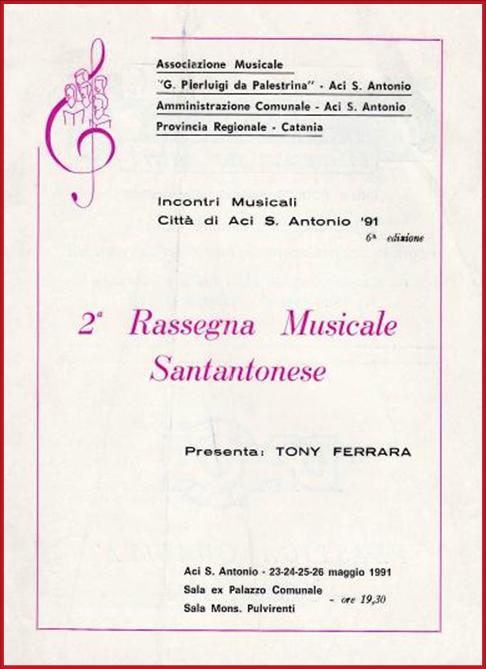 Associazione Musicale
"G. Pierluigi da Palestrina" - Aci S. Antonio
Amministrazione Comunale - Aci S. Antonio
Provincia Regionale - Catania
Incontri Musicali
Città di Aci S. Antonio '91
6ª edizione
2ª Rassegna Musicale
Santantonese
Presenta: TONY FERRARA
Aci S. Antonio - 23-24-25-26 maggio 1991
Sala ex Palazzo Comunale
- ore 19,30
Sala Mons. Pulvirenti